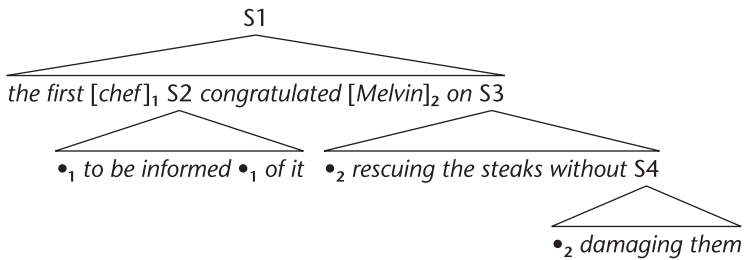 S1
the first [chef]₁ S2 congratulated [Melvin]₂ on S3
•₁ to be informed •₁ of it •₂ rescuing the steaks without S4
•₂ damaging them